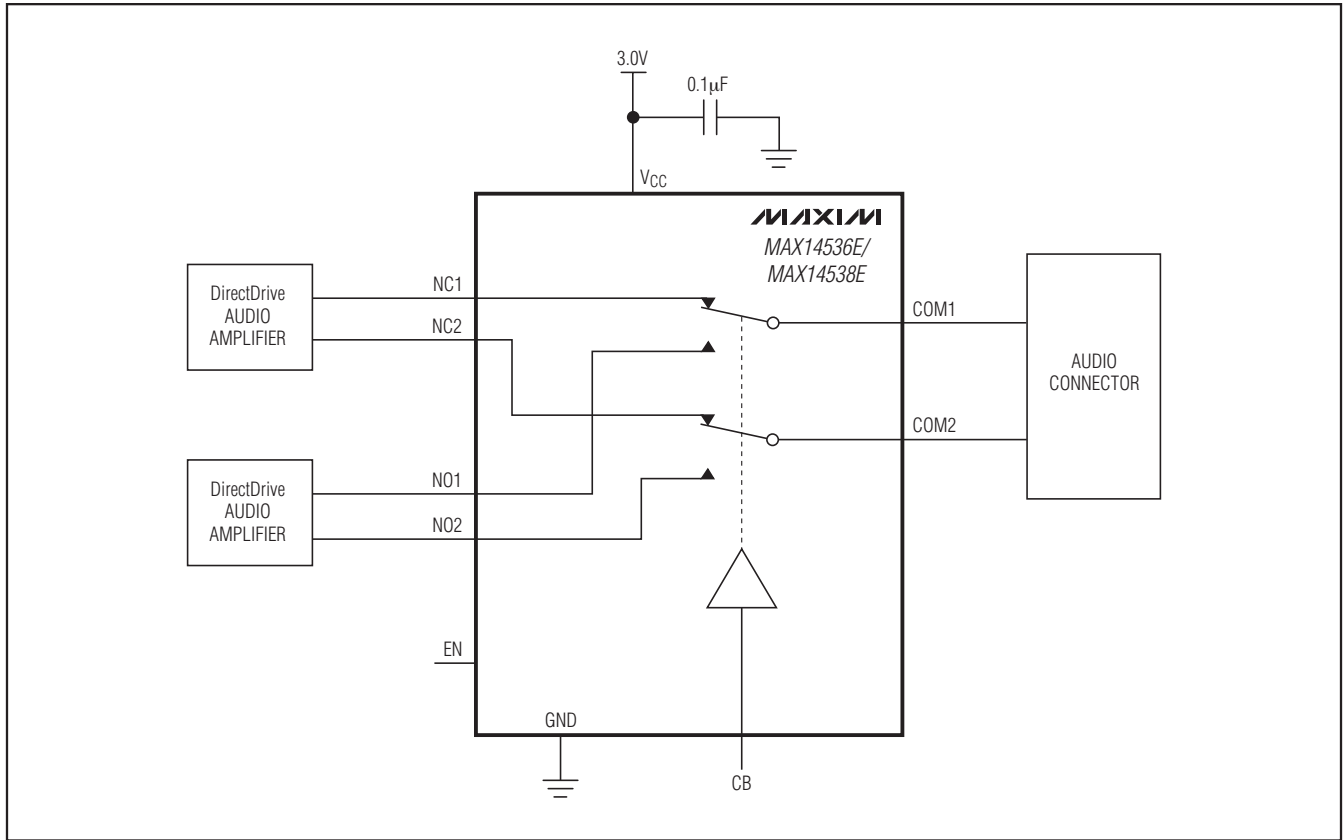 3.0V
0.1μF
VCC
MAXIM
MAX14536E/
MAX14538E
DirectDrive
AUDIO
AMPLIFIER
NC1
NC2
COM1
AUDIO
CONNECTOR
COM2
DirectDrive
AUDIO
AMPLIFIER
NO1
NO2
EN
GND
CB